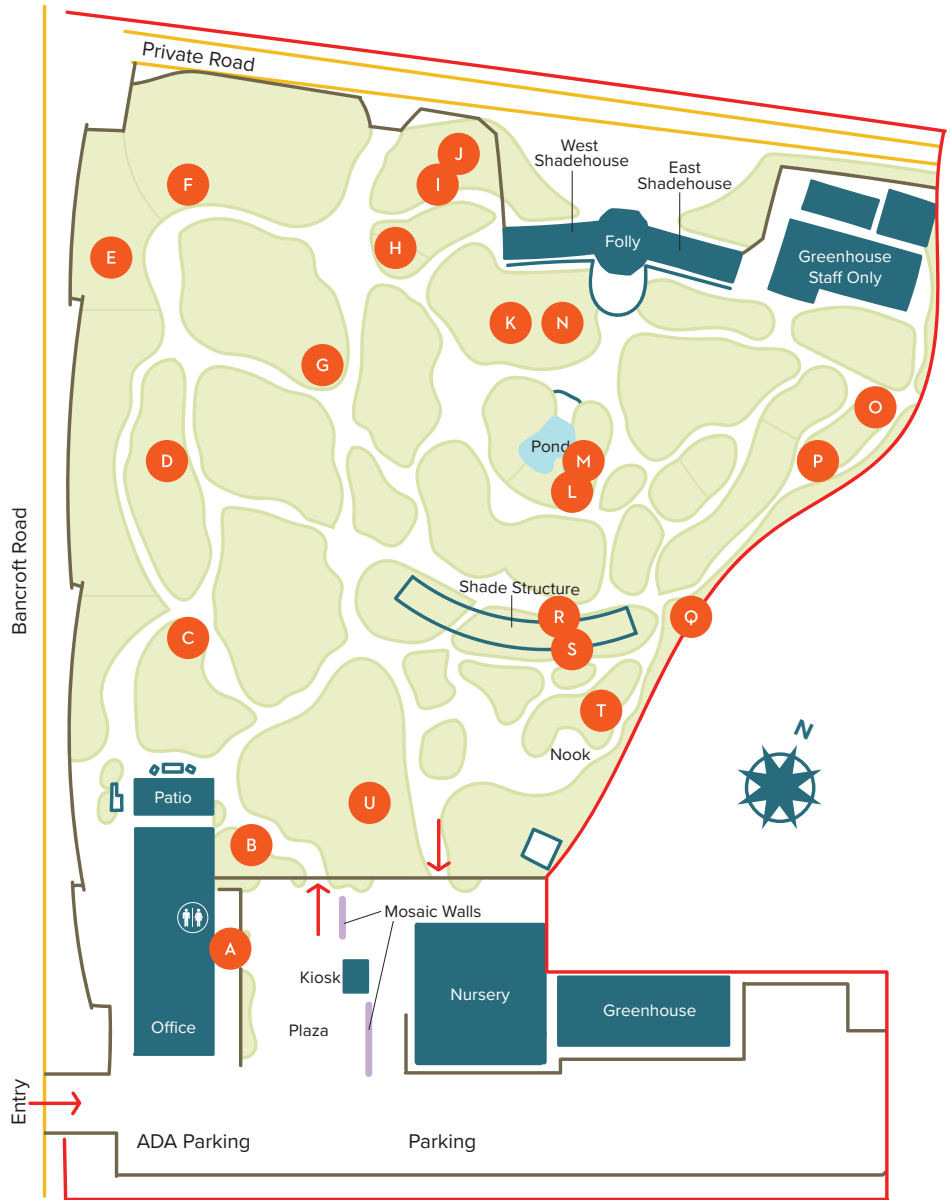 Private Road
West
Shadehouse
East
Shadehouse
J
I
F
H
Folly
E
Greenhouse
Staff Only
K
N
G
O
Pond
M
D
P
L
Bancroft Road
Shade Structure
R
Q
C
S
T
N
Nook
Patio
U
B
Mosaic Walls
A
Kiosk
Nursery
Greenhouse
Office
Plaza
Entry
ADA Parking
Parking